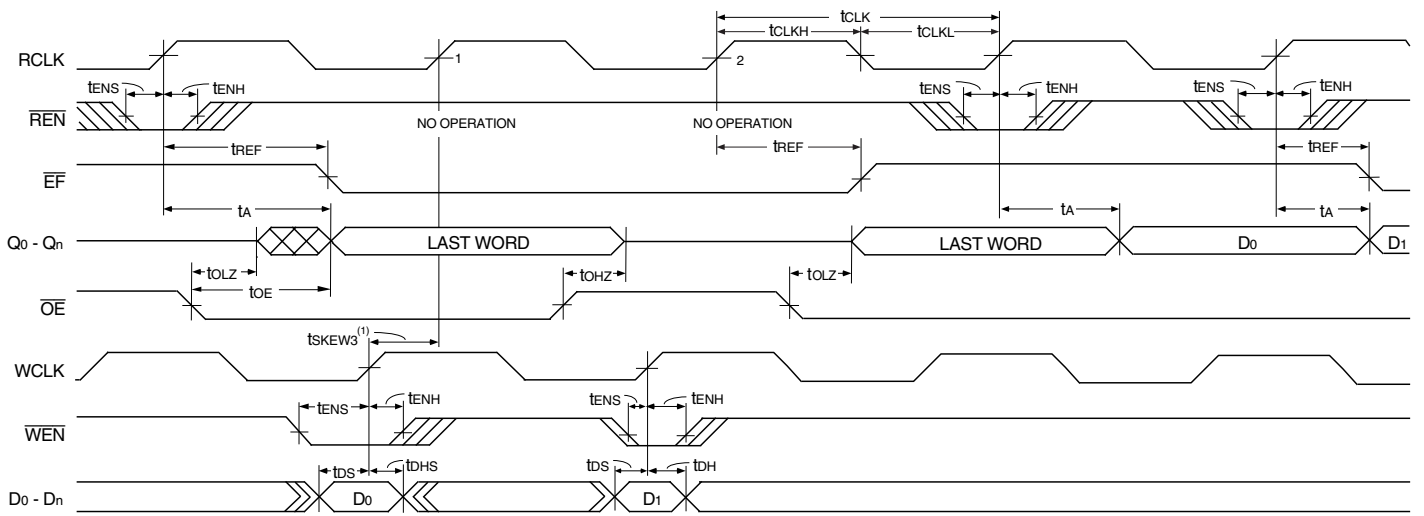 tCLK
tCLKH tCLKL
RCLK 1 2
tENS tENH tENS tENH tENS tENH
REN
NO OPERATION NO OPERATION
tREF tREF tREF
EF
tA tA tA
Q0 - Qn LAST WORD LAST WORD D0 D1
tOLZ tOHZ tOLZ
tOE
OE
tSKEW3(1)
WCLK
tENS tENH tENS tENH
WEN
tDS tDHS tDS tDH
D0 - Dn D0 D1